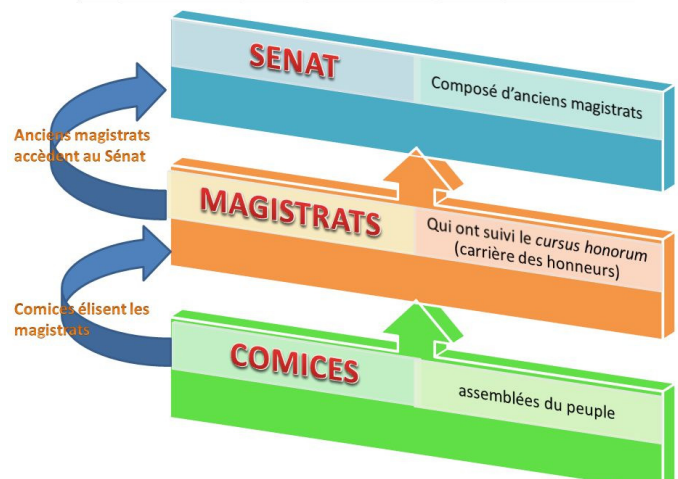 SENAT
Composé d'anciens magistrats
Anciens magistrats
accèdent au Sénat
MAGISTRATS
Qui ont suivi le cursus honorum
(carrière des honneurs)
Comices élisent les
magistrats
COMICES
assemblées du peuple